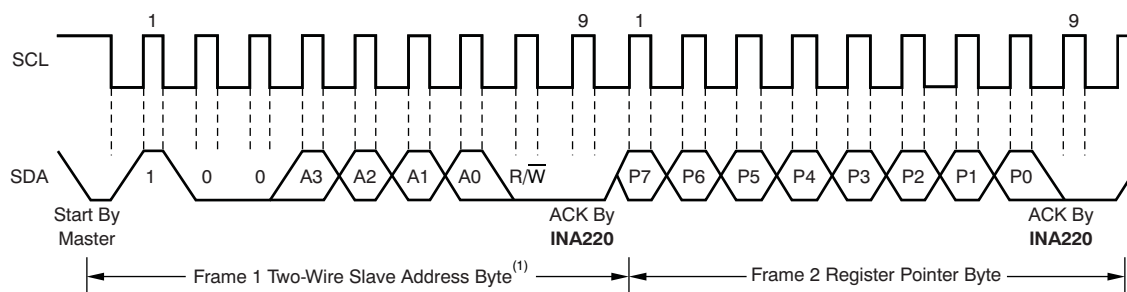 1 9 1 9
SCL
SDA 1 0 0 A3 A2 A1 A0 R/W̅ P7 P6 P5 P4 P3 P2 P1 P0
Start By Master
ACK By INA220
ACK By INA220
Frame 1 Two-Wire Slave Address Byte(1)
Frame 2 Register Pointer Byte